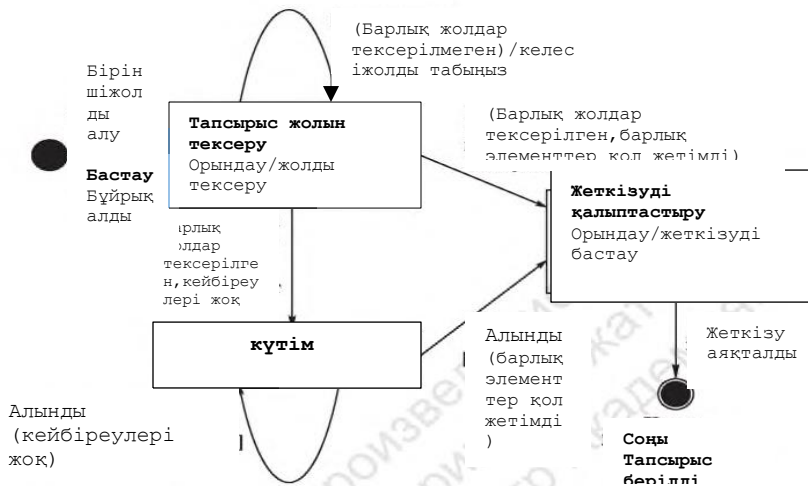 (Барлық жолдар
тексерілмеген)/келес
іжолды табыңыз
Бірін
шіжол
ды
алу
Бастау
Бұйрық
алды
Тапсырыс жолын
тексеру
Орындау/жолды
тексеру
(Барлық жолдар
тексерілген,барлық
элементтер қол жетімді)
Жеткізуді
қалыптастыру
Орындау/жеткізуді
бастау
арлық
олдар
тексерілге
н,кейбіреу
лері жоқ
күтім
Алынды
(барлық
элемент
тер қол
жетімді
)
Жеткізу
аяқталды
Алынды
(кейбіреулері
жоқ)
Соңы
Тапсырыс
берілді